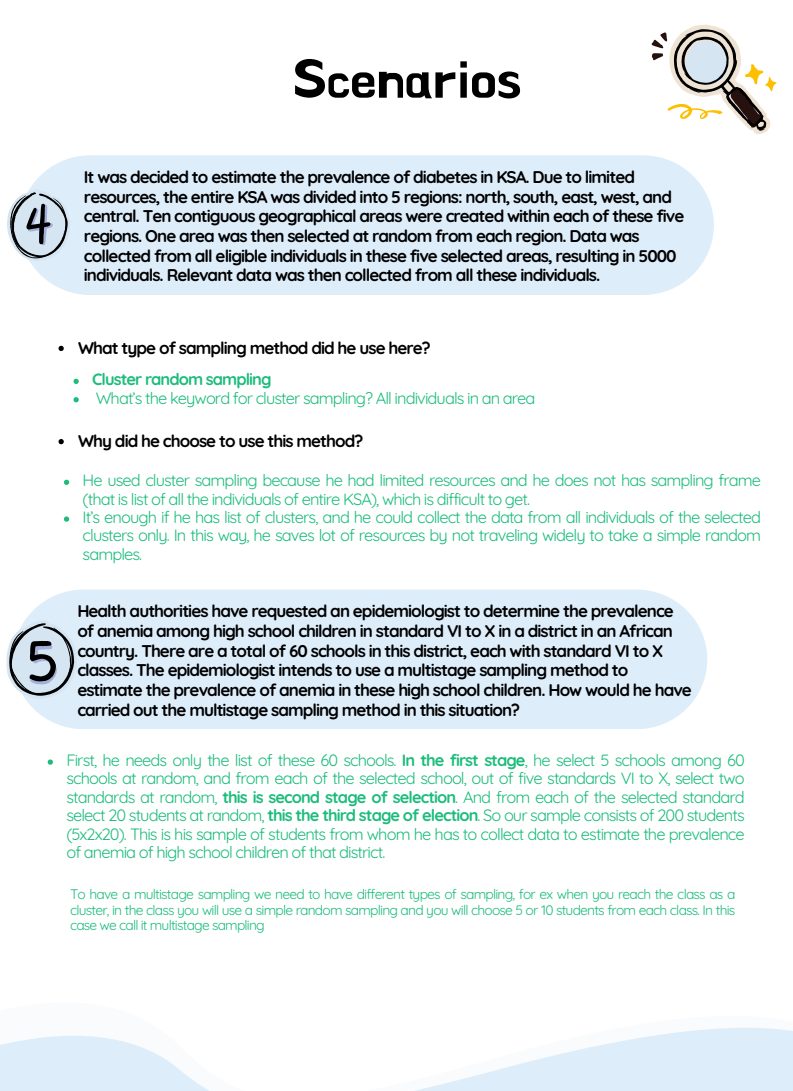 Scenarios
It was decided to estimate the prevalence of diabetes in KSA. Due to limited
resources, the entire KSA was divided into 5 regions: north, south, east, west, and
central. Ten contiguous geographical areas were created within each of these five
regions. One area was then selected at random from each region. Data was
collected from all eligible individuals in these five selected areas, resulting in 5000
individuals. Relevant data was then collected from all these individuals.
4
• What type of sampling method did he use here?
• Cluster random sampling
• What's the keyword for cluster sampling? All individuals in an area
• Why did he choose to use this method?
• He used cluster sampling because he had limited resources and he does not has sampling frame
(that is list of all the individuals of entire KSA), which is difficult to get.
• It's enough if he has list of clusters, and he could collect the data from all individuals of the selected
clusters only. In this way, he saves lot of resources by not traveling widely to take a simple random
samples.
Health authorities have requested an epidemiologist to determine the prevalence
of anemia among high school children in standard VI to X in a district in an African
country. There are a total of 60 schools in this district, each with standard VI to X
classes. The epidemiologist intends to use a multistage sampling method to
estimate the prevalence of anemia in these high school children. How would he have
carried out the multistage sampling method in this situation?
5
• First, he needs only the list of these 60 schools. In the first stage, he select 5 schools among 60
schools at random, and from each of the selected school, out of five standards VI to X, select two
standards at random, this is second stage of selection. And from each of the selected standard
select 20 students at random, this the third stage of election. So our sample consists of 200 students
(5x2x20). This is his sample of students from whom he has to collect data to estimate the prevalence
of anemia of high school children of that district.
To have a multistage sampling we need to have different types of sampling, for ex when you reach the class as a
cluster, in the class you will use a simple random sampling and you will choose 5 or 10 students from each class. In this
case we call it multistage sampling